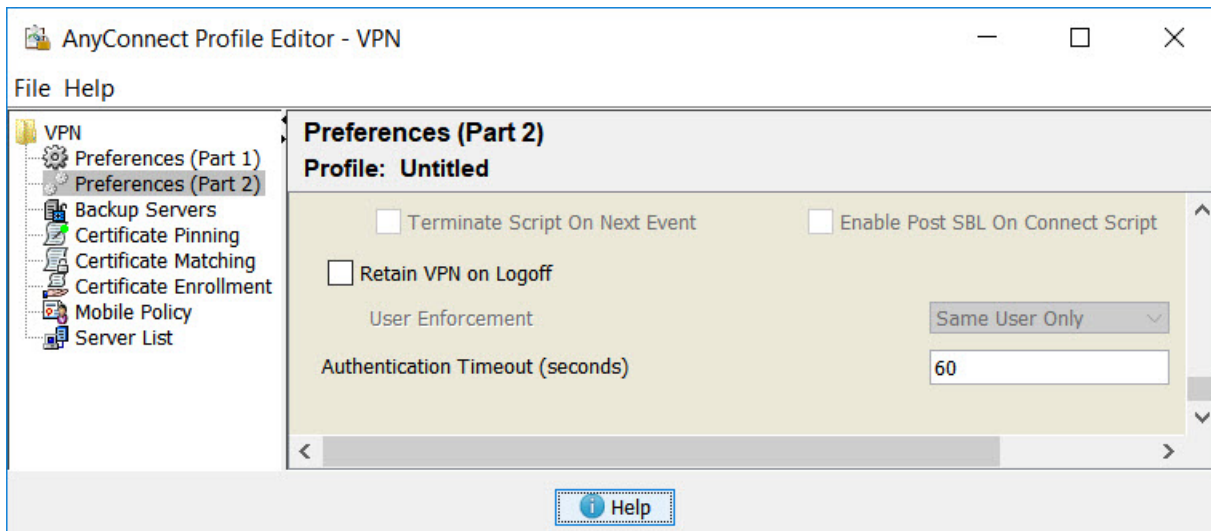 AnyConnect Profile Editor - VPN
File Help
VPN
Preferences (Part 1)
Preferences (Part 2)
Backup Servers
Certificate Pinning
Certificate Matching
Certificate Enrollment
Mobile Policy
Server List
Preferences (Part 2)
Profile: Untitled
Terminate Script On Next Event Enable Post SBL On Connect Script
Retain VPN on Logoff
User Enforcement Same User Only
Authentication Timeout (seconds) 60
Help